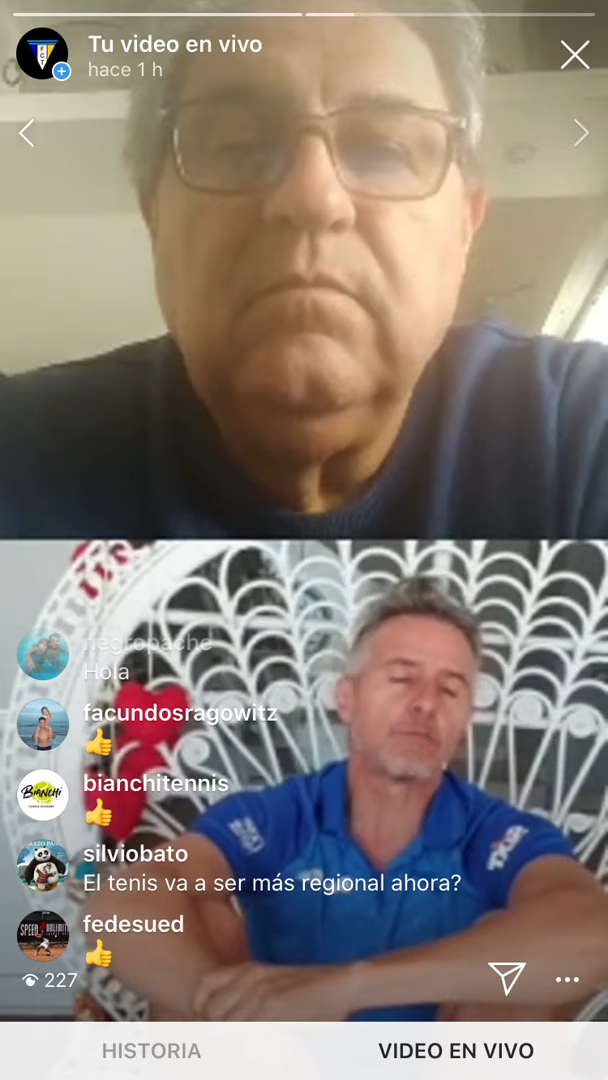 Tu video en vivo
hace 1 h
negropache
Hola
facundosragowitz
👍
bianchitennis
👍
silviobato
El tenis va a ser más regional ahora?
fedesued
👍
227
HISTORIA
VIDEO EN VIVO